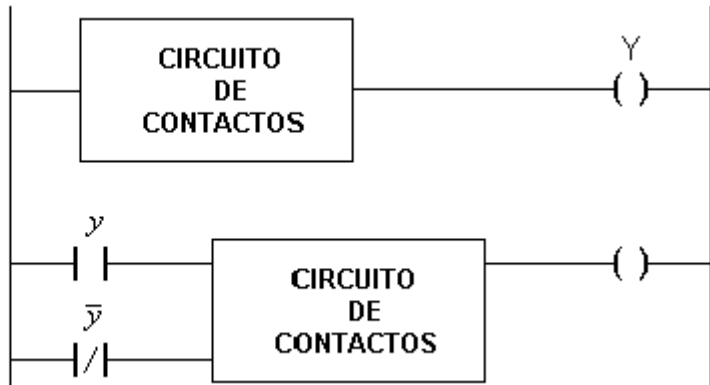 CIRCUITO
DE
CONTACTOS
Y
y
ȳ
CIRCUITO
DE
CONTACTOS